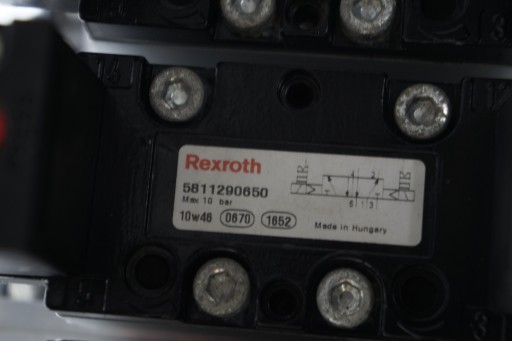 Rexroth
5811290650
Max 10 bar
10w46 0670 1652
Made in Hungary